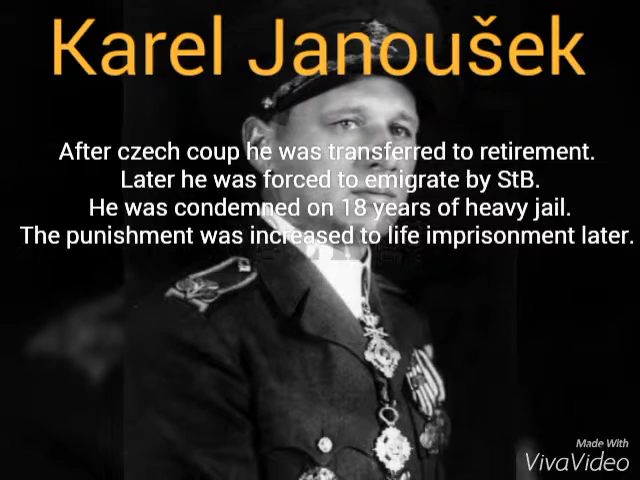 Karel Janoušek
After czech coup he was transferred to retirement.
Later he was forced to emigrate by StB.
He was condemned on 18 years of heavy jail.
The punishment was increased to life imprisonment later.
Made With
VivaVideo